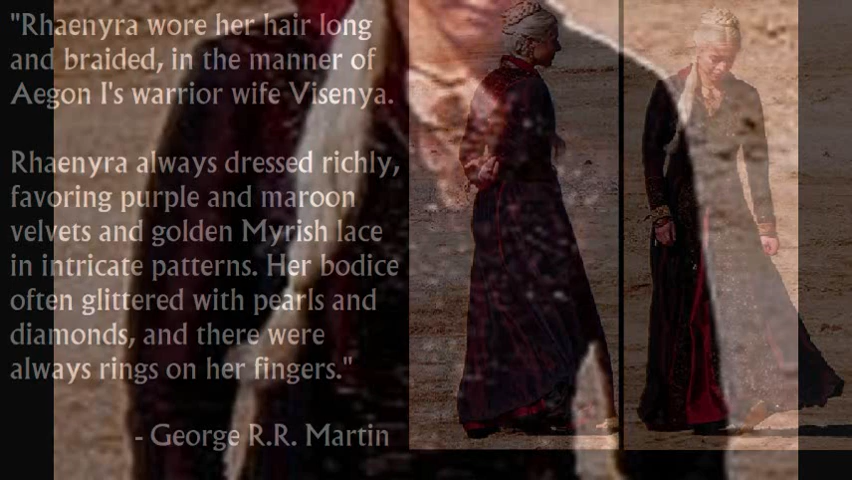 "Rhaenyra wore her hair long
and braided, in the manner of
Aegon I's warrior wife Visenya.
Rhaenyra always dressed richly,
favoring purple and maroon
velvets and golden Myrish lace
in intricate patterns. Her bodice
often glittered with pearls and
diamonds, and there were
always rings on her fingers."
- George R.R. Martin